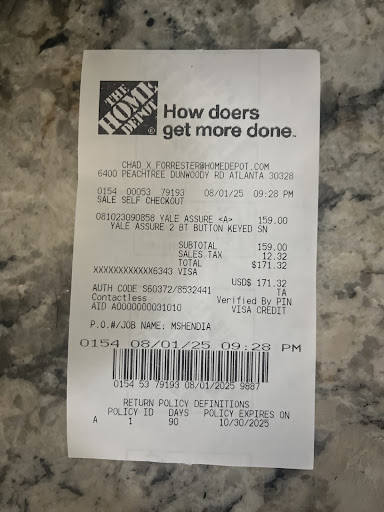 THE HOME DEPOT ®
How doers
get more done™
CHAD_X_FORRESTER@HOMEDEPOT.COM
6400 PEACHTREE DUNWOODY RD ATLANTA 30328
0154 00053 79193 08/01/25 09:28 PM
SALE SELF CHECKOUT
081023090858 YALE ASSURE <A> 159.00
YALE ASSURE 2 BT BUTTON KEYED SN
SUBTOTAL 159.00
SALES TAX 12.32
TOTAL $171.32
XXXXXXXXXXXX6343 VISA
USD$ 171.32
AUTH CODE S60372/8532441 TA
Contactless Verified By PIN
AID A0000000031010 VISA CREDIT
P.O.#/JOB NAME: MSHENDIA
0154 08/01/25 09:28 PM
0154 53 79193 08/01/2025 9887
RETURN POLICY DEFINITIONS
POLICY ID DAYS POLICY EXPIRES ON
A 1 90 10/30/2025